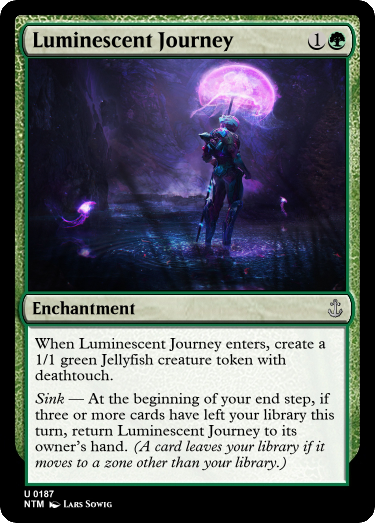 Luminescent Journey 1
Enchantment
When Luminescent Journey enters, create a
1/1 green Jellyfish creature token with
deathtouch.
Sink — At the beginning of your end step, if
three or more cards have left your library this
turn, return Luminescent Journey to its
owner's hand. (A card leaves your library if it
moves to a zone other than your library.)
U 0187
NTM Lars Sowig